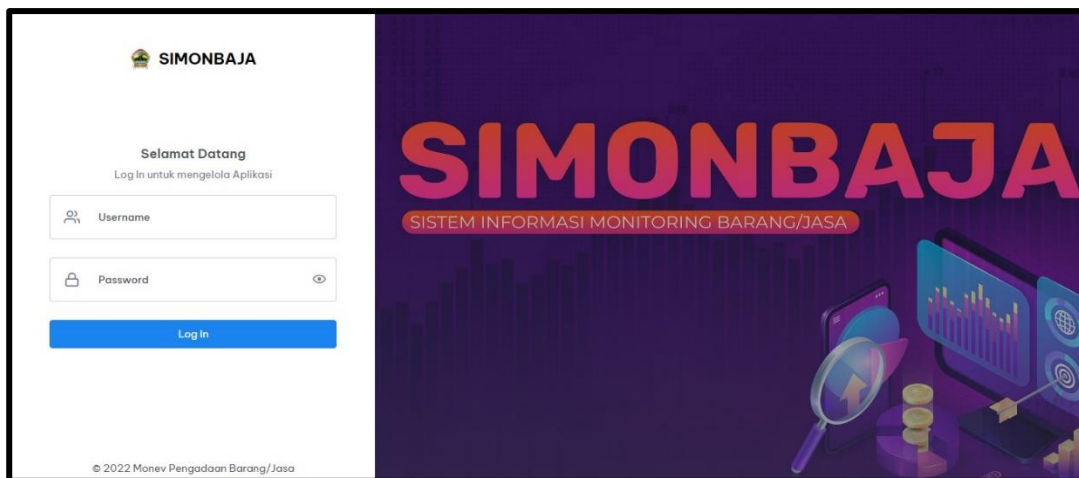 SIMONBAJA
Selamat Datang
Log In untuk mengelola Aplikasi
Username
Password
Log In
© 2022 Monev Pengadaan Barang/Jasa
SIMONBAJA
SISTEM INFORMASI MONITORING BARANG/JASA